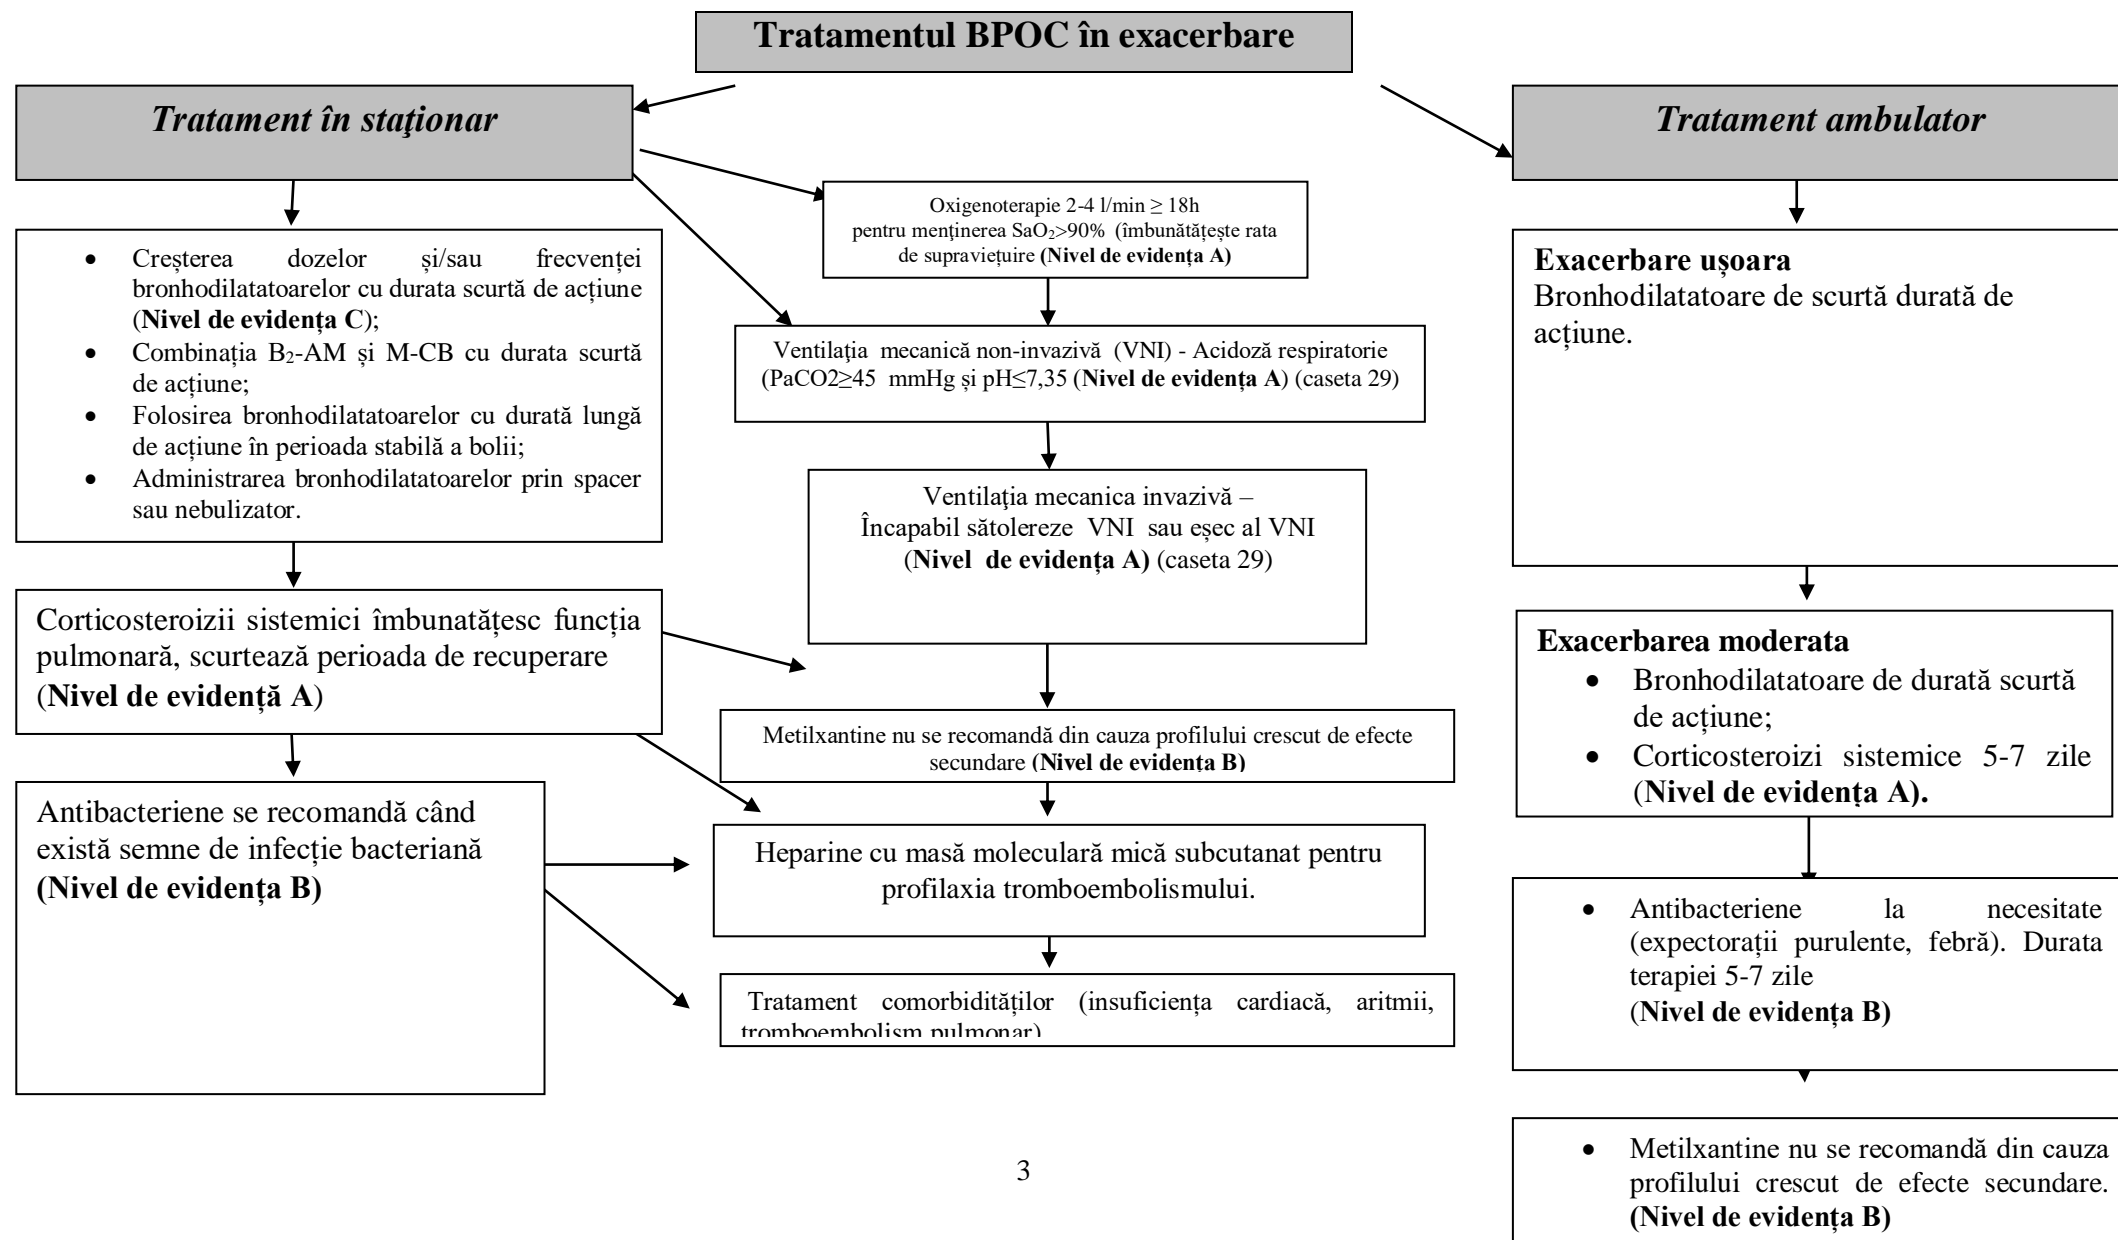 Tratamentul BPOC în exacerbare
Tratament în staţionar
Tratament ambulator
Oxigenoterapie 2-4 l/min ≥ 18h
pentru menţinerea SaO₂>90% (îmbunătățește rata
de supraviețuire (Nivel de evidența A)
• Creșterea dozelor și/sau frecvenței
bronhodilatatoarelor cu durata scurtă de acțiune
(Nivel de evidența C);
• Combinația B₂-AM și M-CB cu durata scurtă
de acțiune;
• Folosirea bronhodilatatoarelor cu durată lungă
de acțiune în perioada stabilă a bolii;
• Administrarea bronhodilatatoarelor prin spacer
sau nebulizator.
Exacerbare ușoara
Bronhodilatatoare de scurtă durată de
acțiune.
Ventilaţia mecanică non-invazivă (VNI) - Acidoză respiratorie
(PaCO2≥45 mmHg și pH≤7,35 (Nivel de evidența A) (caseta 29)
Ventilaţia mecanica invazivă –
Încapabil sătolereze VNI sau eșec al VNI
(Nivel de evidența A) (caseta 29)
Corticosteroizii sistemici îmbunatățesc funcția
pulmonară, scurtează perioada de recuperare
(Nivel de evidență A)
Exacerbarea moderata
• Bronhodilatatoare de durată scurtă
de acțiune;
• Corticosteroizi sistemice 5-7 zile
(Nivel de evidența A).
Metilxantine nu se recomandă din cauza profilului crescut de efecte
secundare (Nivel de evidența B)
Antibacteriene se recomandă când
există semne de infecție bacteriană
(Nivel de evidența B)
Heparine cu masă moleculară mică subcutanat pentru
profilaxia tromboembolismului.
• Antibacteriene la necesitate
(expectorații purulente, febră). Durata
terapiei 5-7 zile
(Nivel de evidența B)
Tratament comorbidităților (insuficiența cardiacă, aritmii,
tromboembolism pulmonar)
• Metilxantine nu se recomandă din cauza
profilului crescut de efecte secundare.
(Nivel de evidența B)
3